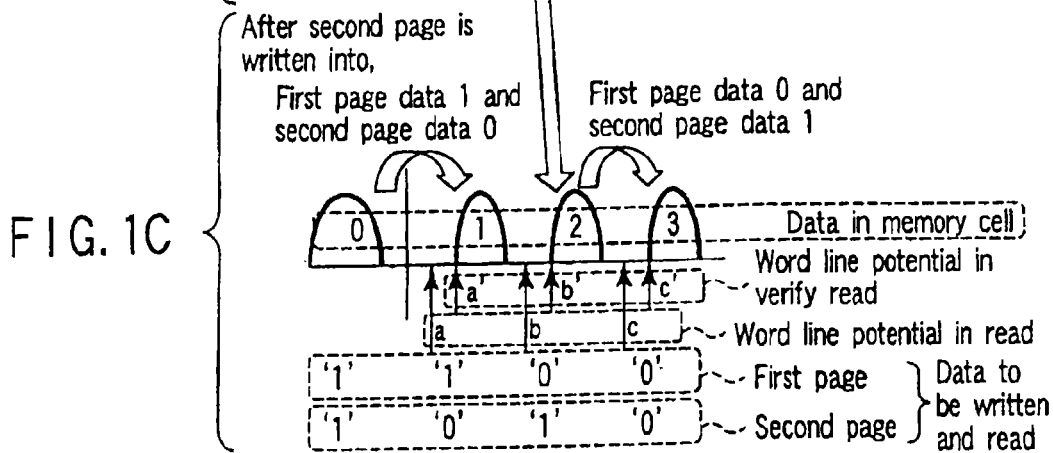 After second page is
written into,
First page data 1 and
second page data 0
First page data 0 and
second page data 1
FIG. 1C
0 1 2 3 Data in memory cell
a' b' c' Word line potential in
verify read
a b c Word line potential in read
'1' '1' '0' '0' First page
'1' '0' '1' '0' Second page
Data to
be written
and read